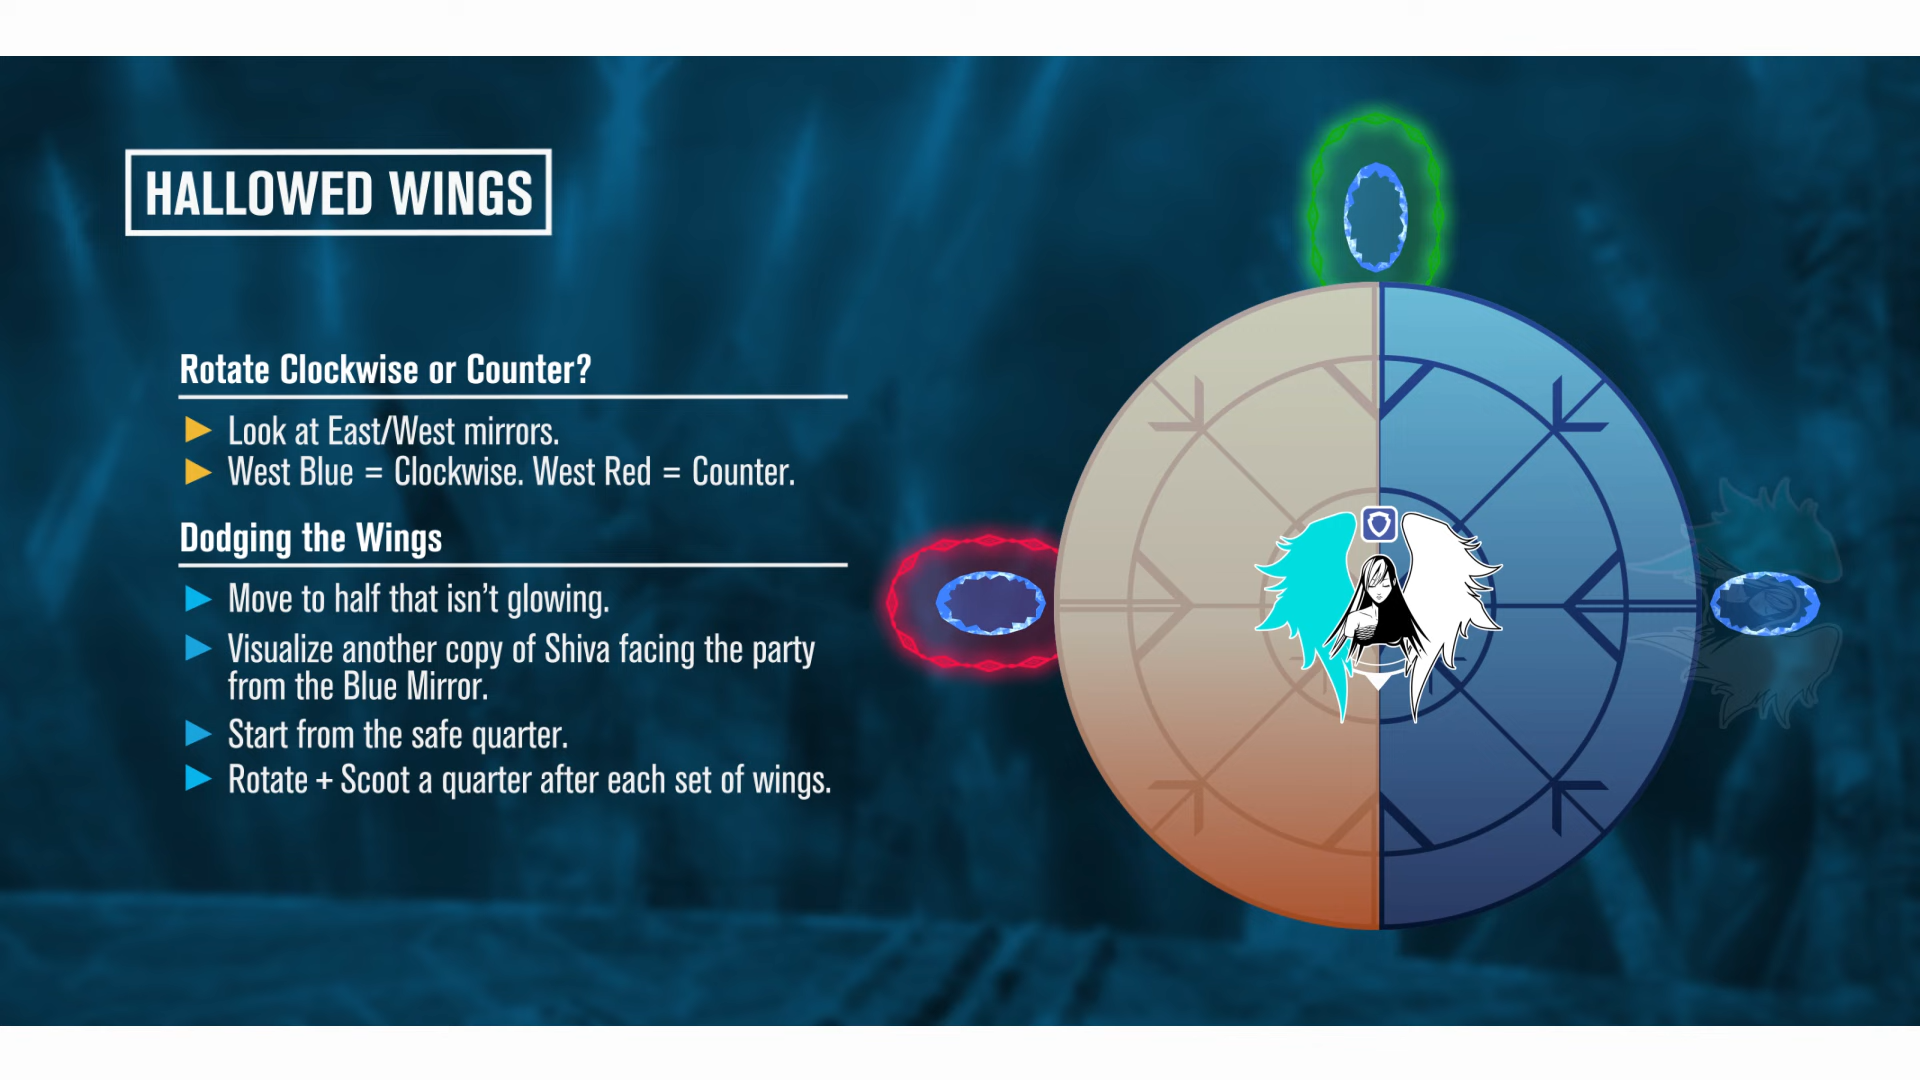 HALLOWED WINGS
Rotate Clockwise or Counter?
Look at East/West mirrors.
West Blue = Clockwise. West Red = Counter.
Dodging the Wings
Move to half that isn't glowing.
Visualize another copy of Shiva facing the party
from the Blue Mirror.
Start from the safe quarter.
Rotate + Scoot a quarter after each set of wings.